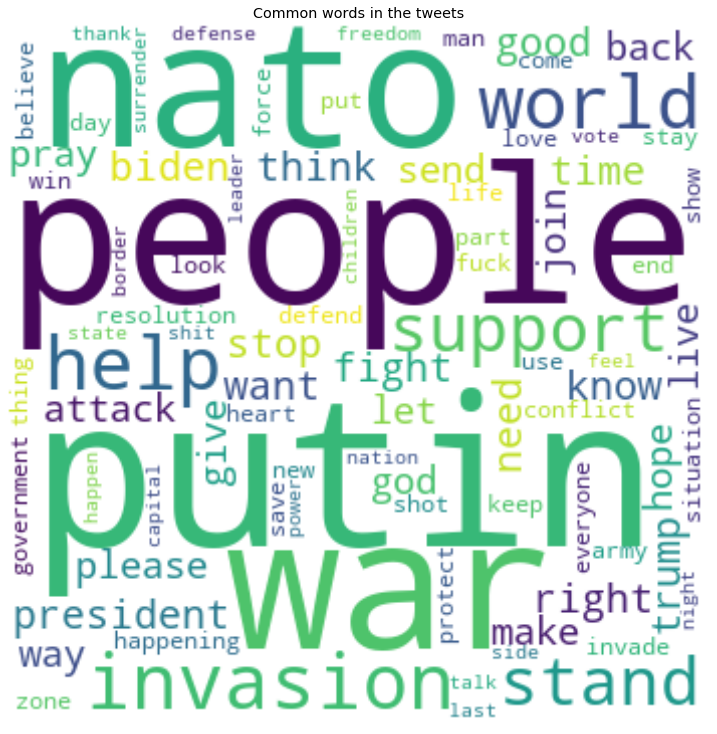 Common words in the tweets
thank defense freedom man good back
believe surrender nato force put come world
day love vote stay
pray biden think send time
win leader life show
people children part join
border look fuck end
resolution defend support
state shit stop use feel
help fight know live
thing want
attack heart give let need conflict
putin
government happen capital new nation god hope situation
save power shot keep everyone
war army trump
please protect night
president right
happening make
way side invade
invasion stand
zone talk
last